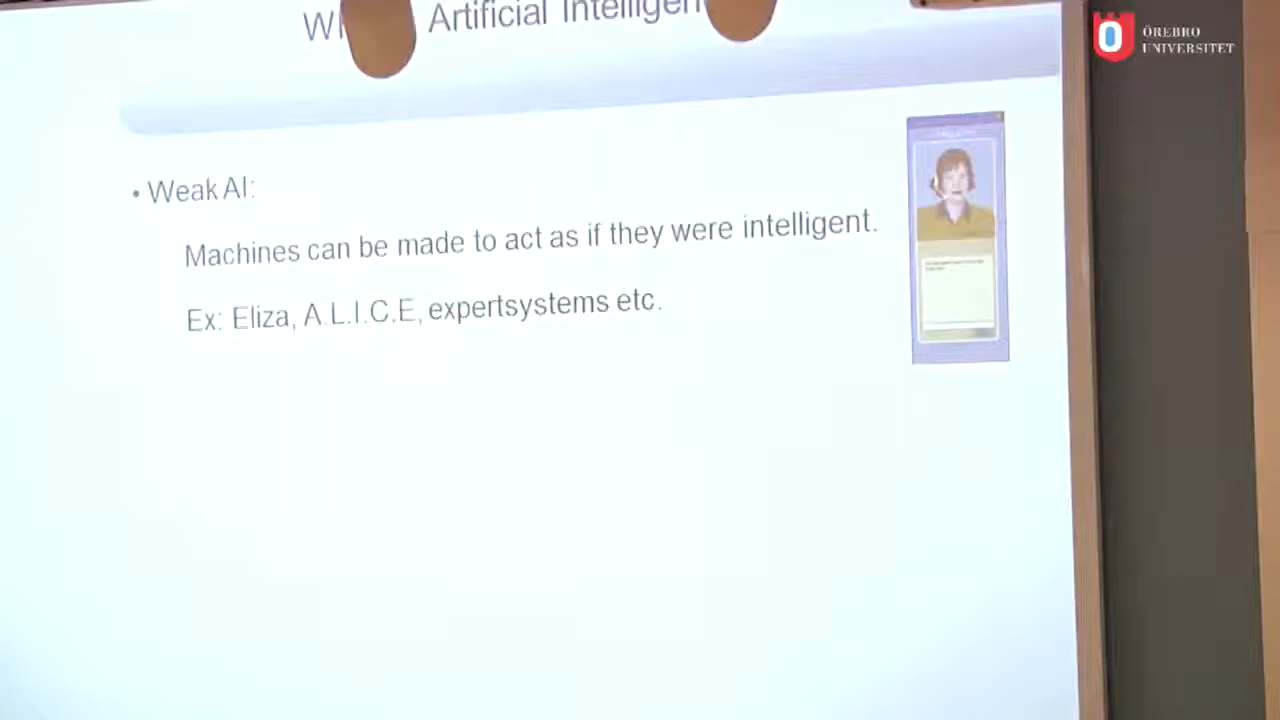 Artificial Intelligen
• Weak AI:
Machines can be made to act as if they were intelligent.
Ex: Eliza, A.L.I.C.E, expertsystems etc.
ÖREBRO
UNIVERSITET